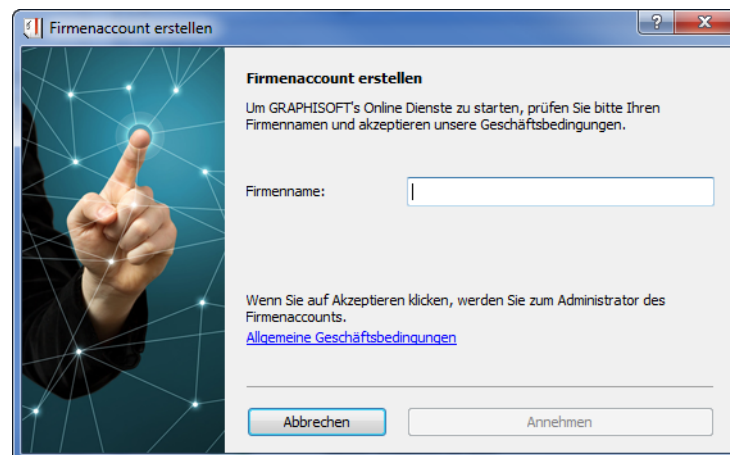 Firmenaccount erstellen
Firmenaccount erstellen
Um GRAPHISOFT's Online Dienste zu starten, prüfen Sie bitte Ihren
Firmennamen und akzeptieren unsere Geschäftsbedingungen.
Firmenname:
Wenn Sie auf Akzeptieren klicken, werden Sie zum Administrator des
Firmenaccounts.
Allgemeine Geschäftsbedingungen
Abbrechen
Annehmen